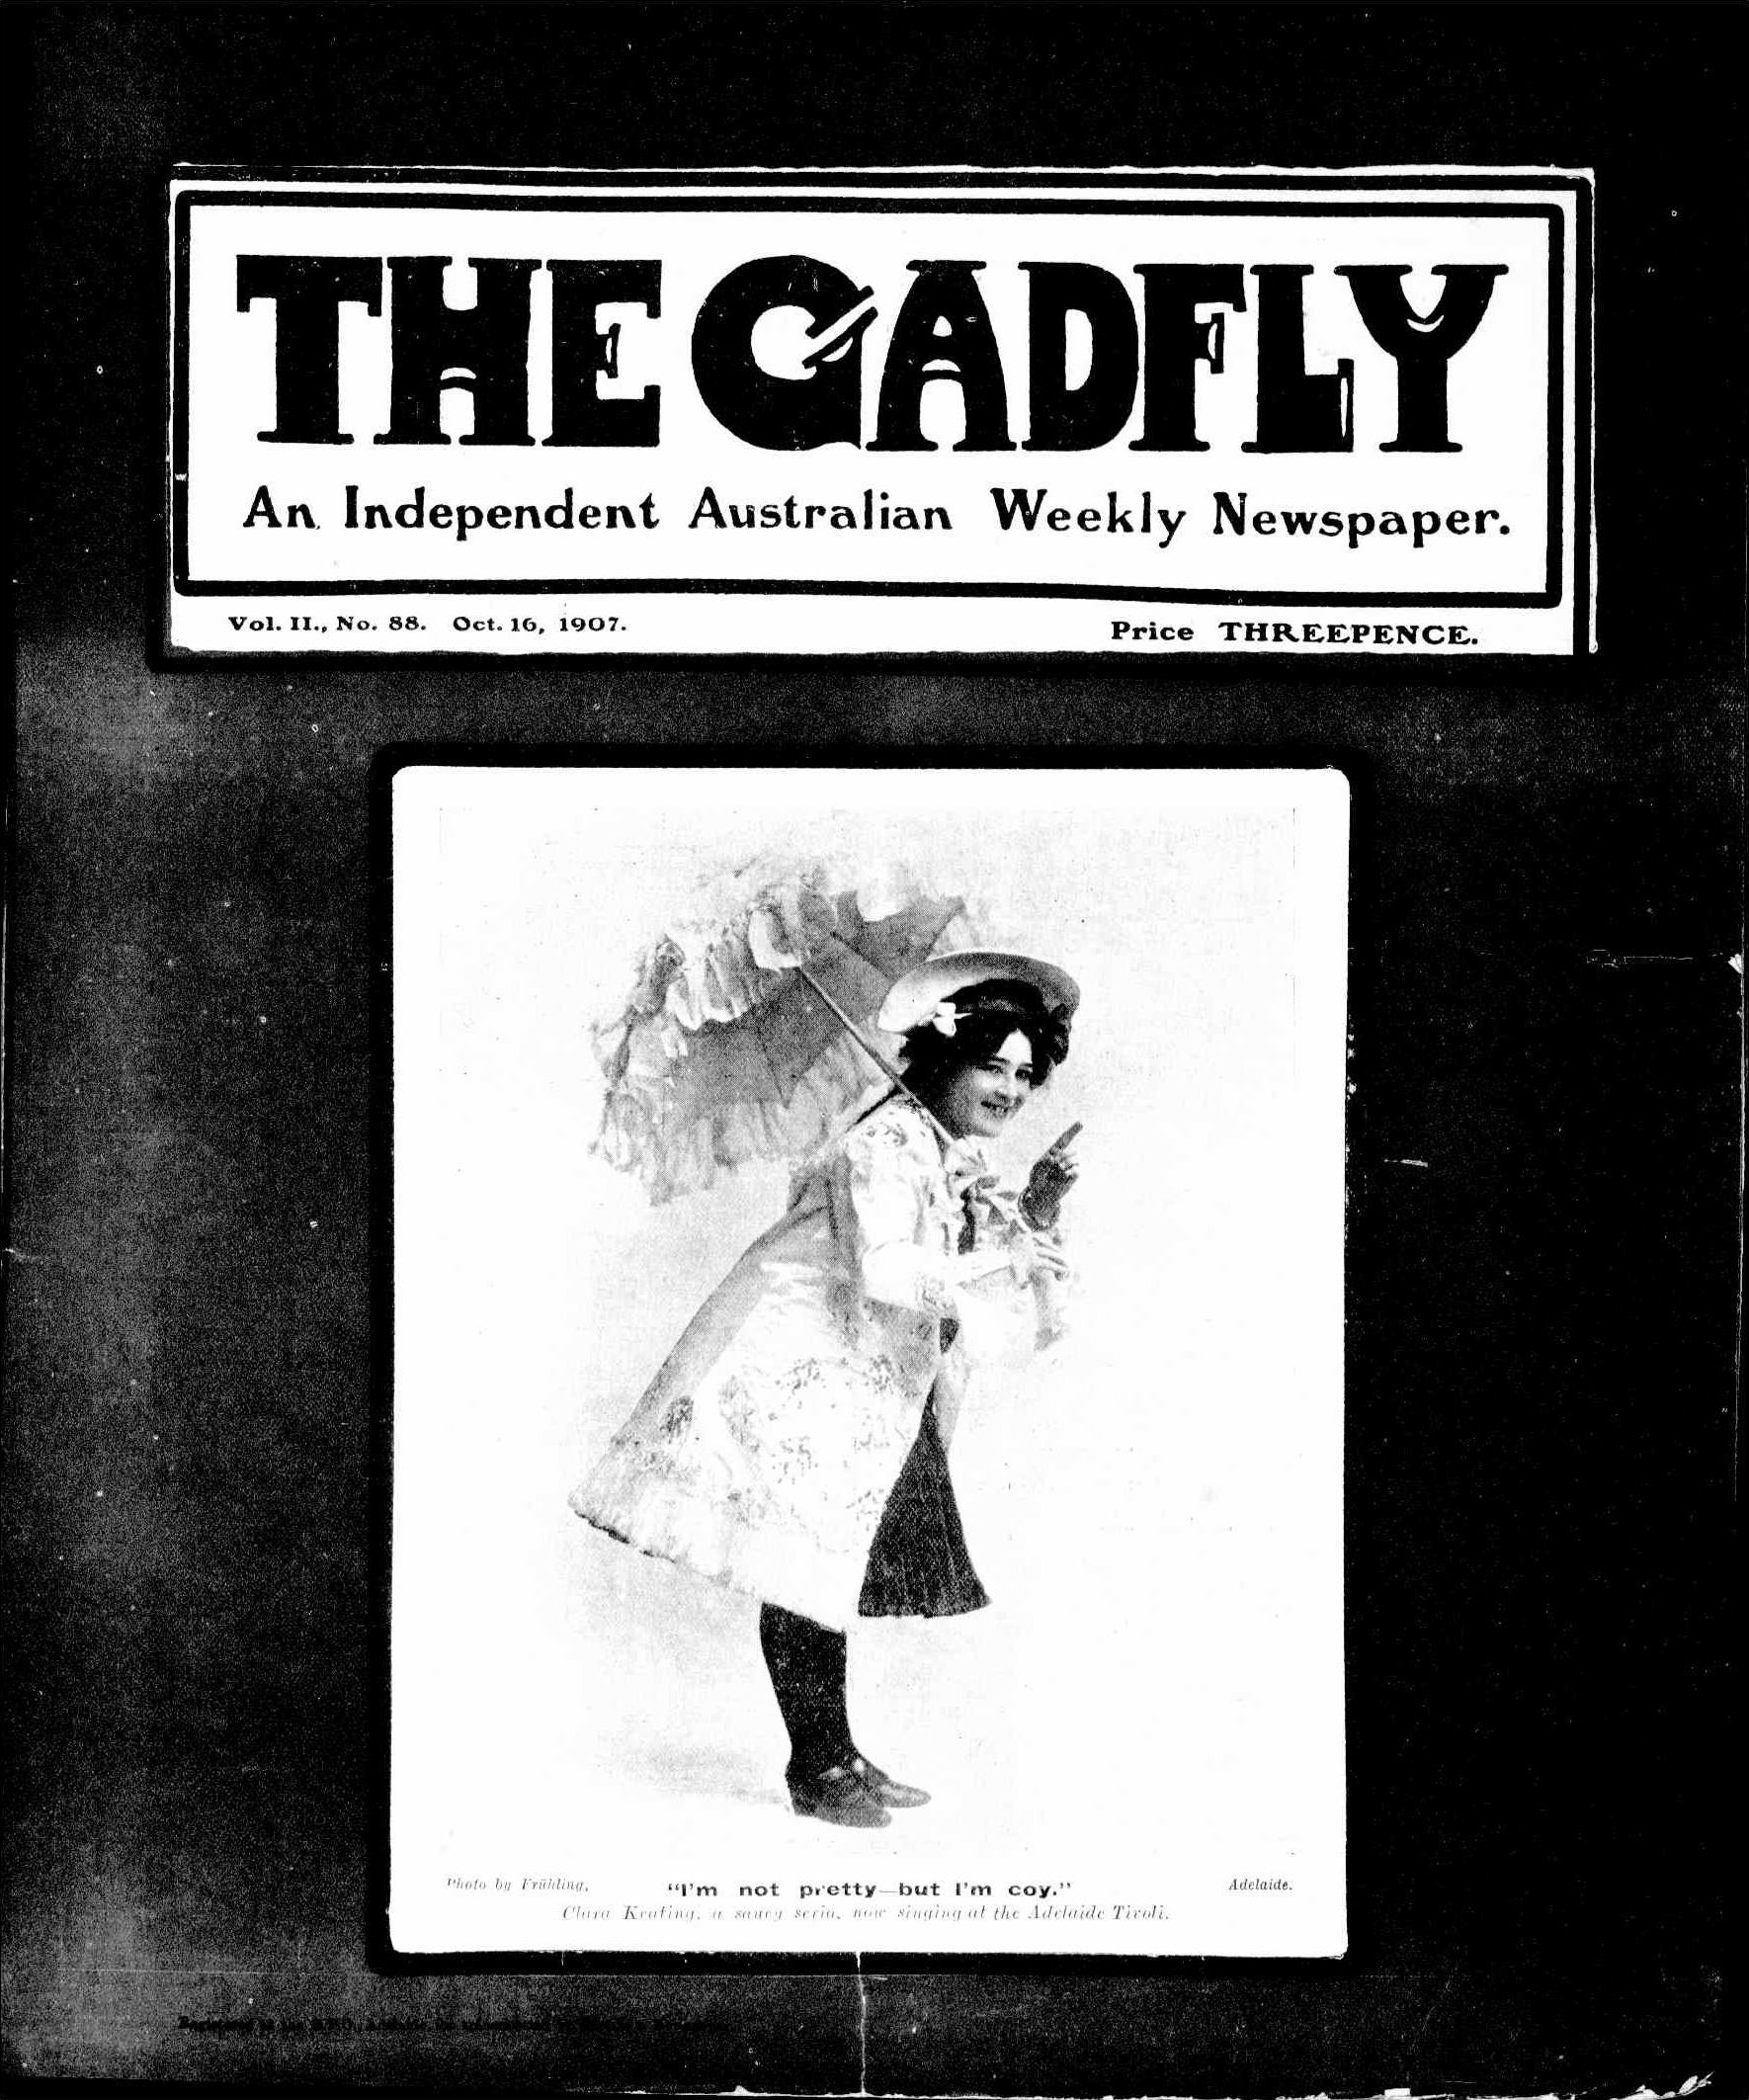 THE GADFLY
An Independent Australian Weekly Newspaper.
Vol. II., No. 88. Oct. 16, 1907.
Price THREEPENCE.
Photo by Frühling,
Adelaide.
"I'm not pretty—but I'm coy."
Clara Keating, a saucy serio, now singing at the Adelaide Tivoli.